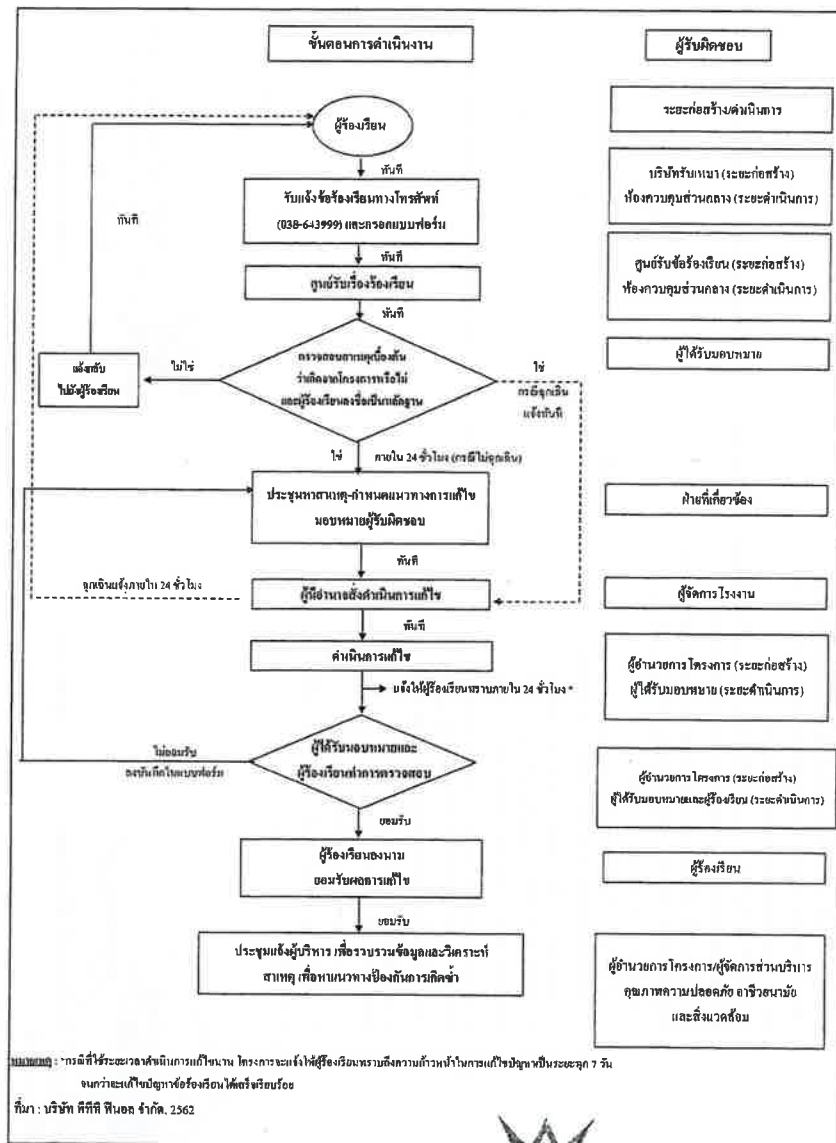 ขั้นตอนการดำเนินงาน
ผู้รับผิดชอบ
ผู้ร้องเรียน
ระยะก่อสร้าง/ดำเนินการ
ทันที
ทันที
รับแจ้งข้อร้องเรียนทางโทรศัพท์
(038-643999) และกรอกแบบฟอร์ม
บริษัทรับเหมา (ระยะก่อสร้าง)
ห้องควบคุมส่วนกลาง (ระยะดำเนินการ)
ทันที
ศูนย์รับเรื่องร้องเรียน
ศูนย์รับข้อร้องเรียน (ระยะก่อสร้าง)
ห้องควบคุมส่วนกลาง (ระยะดำเนินการ)
ทันที
แจ้งกลับ
ไปยังผู้ร้องเรียน
ไม่ใช่
ตรวจสอบสาเหตุเบื้องต้น
ว่าเกิดจากโครงการหรือไม่
และผู้ร้องเรียนลงชื่อเป็นหลักฐาน
ใช่
กรณีฉุกเฉิน
แจ้งทันที
ผู้ได้รับมอบหมาย
ใช่
ภายใน 24 ชั่วโมง (กรณีไม่ฉุกเฉิน)
ประชุมหาสาเหตุ-กำหนดแนวทางการแก้ไข
มอบหมายผู้รับผิดชอบ
ฝ่ายที่เกี่ยวข้อง
ทันที
ฉุกเฉินแจ้งภายใน 24 ชั่วโมง
ผู้มีอำนาจสั่งดำเนินการแก้ไข
ผู้จัดการโรงงาน
ทันที
ดำเนินการแก้ไข
ผู้อำนวยการโครงการ (ระยะก่อสร้าง)
ผู้ได้รับมอบหมาย (ระยะดำเนินการ)
แจ้งให้ผู้ร้องเรียนทราบภายใน 24 ชั่วโมง *
ไม่ยอมรับ
ลงบันทึกในแบบฟอร์ม
ผู้ได้รับมอบหมายและ
ผู้ร้องเรียนทำการตรวจสอบ
ผู้อำนวยการโครงการ (ระยะก่อสร้าง)
ผู้ได้รับมอบหมายและผู้ร้องเรียน (ระยะดำเนินการ)
ยอมรับ
ผู้ร้องเรียนลงนาม
ยอมรับผลการแก้ไข
ผู้ร้องเรียน
ยอมรับ
ประชุมแจ้งผู้บริหาร เพื่อรวบรวมข้อมูลและวิเคราะห์
สาเหตุ เพื่อหาแนวทางป้องกันการเกิดซ้ำ
ผู้อำนวยการโครงการ/ผู้จัดการส่วนบริหาร
คุณภาพความปลอดภัย อาชีวอนามัย
และสิ่งแวดล้อม
หมายเหตุ : *กรณีที่ใช้ระยะเวลาดำเนินการแก้ไขนาน โครงการจะแจ้งให้ผู้ร้องเรียนทราบถึงความก้าวหน้าในการแก้ไขปัญหาเป็นระยะทุก 7 วัน
จนกว่าจะแก้ไขปัญหาข้อร้องเรียนได้เสร็จเรียบร้อย
ที่มา : บริษัท พีทีที ฟีนอล จำกัด, 2562